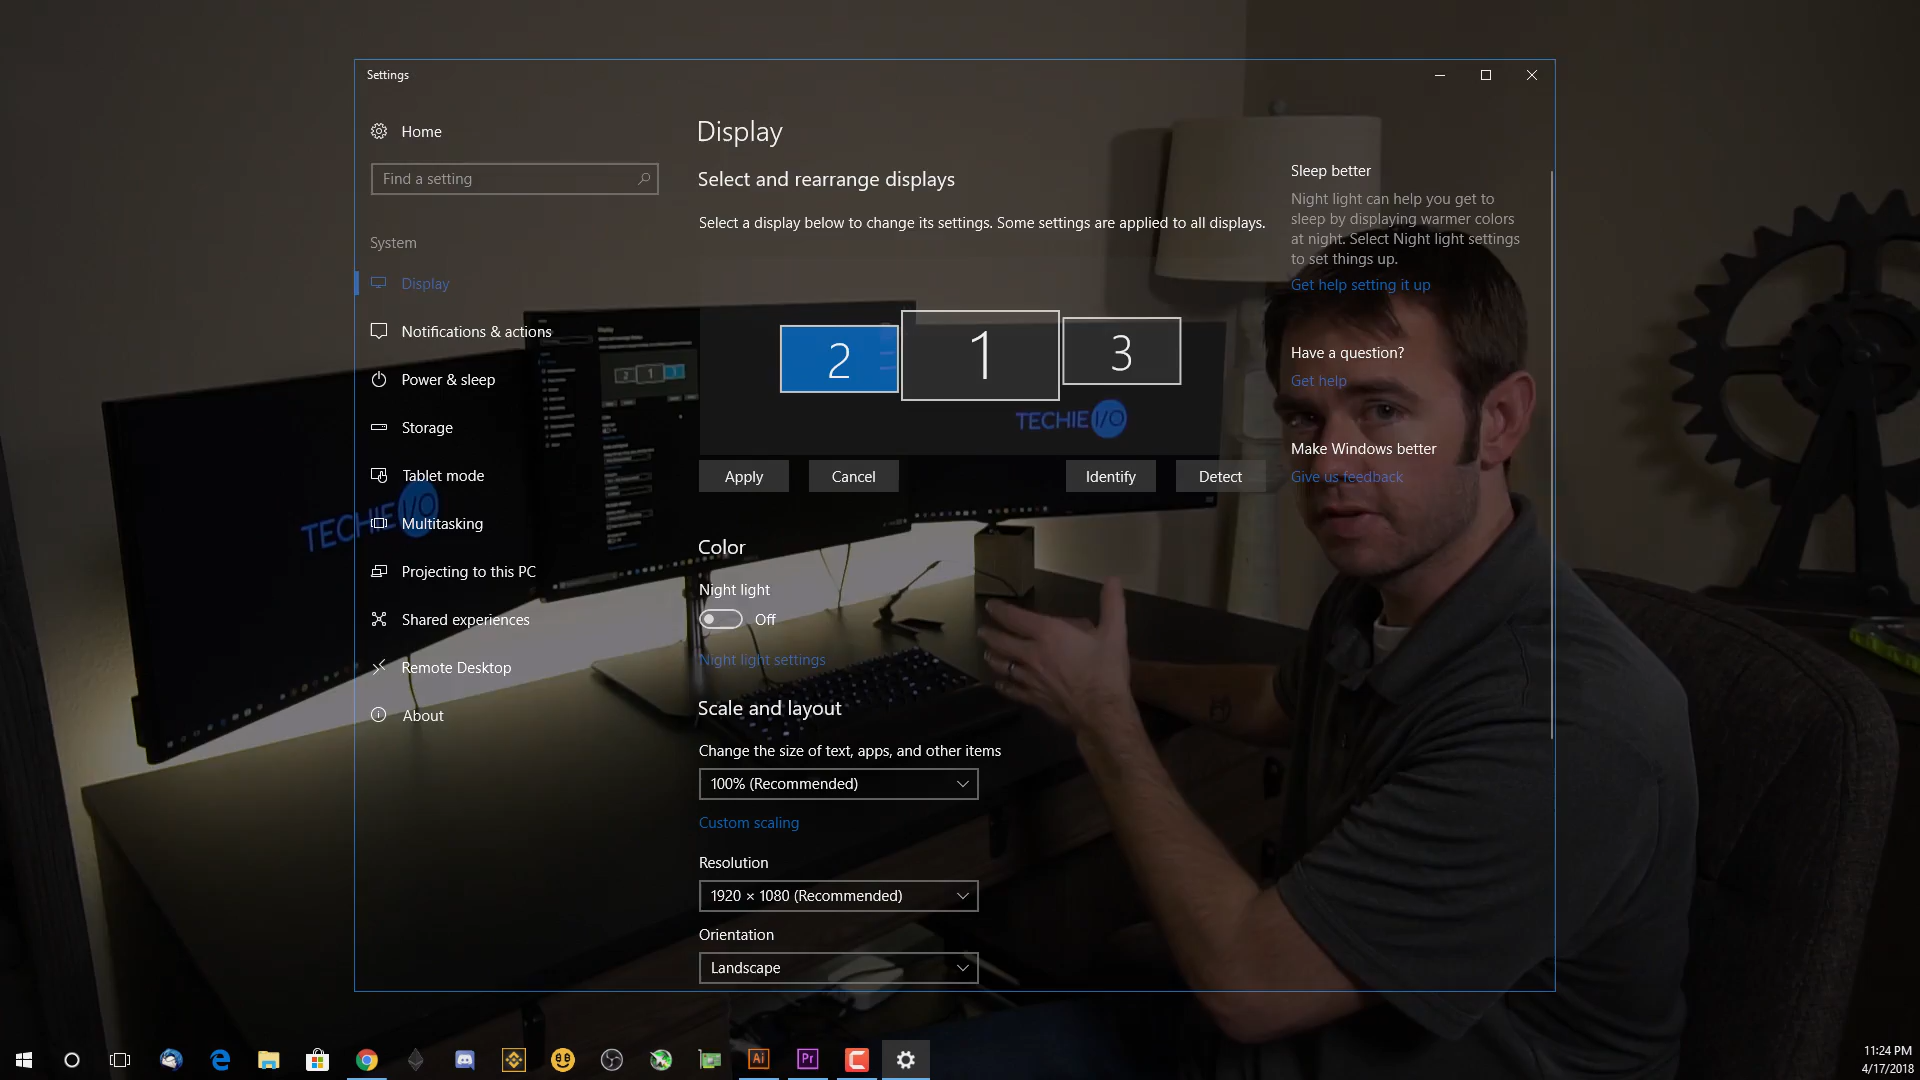 Settings
Home
Find a setting
System
Display
Notifications & actions
Power & sleep
Storage
Tablet mode
Multitasking
Projecting to this PC
Shared experiences
Remote Desktop
About
Display
Select and rearrange displays
Select a display below to change its settings. Some settings are applied to all displays.
2
1
3
Apply
Cancel
Identify
Detect
Color
Night light
Off
Night light settings
Scale and layout
Change the size of text, apps, and other items
100% (Recommended)
Custom scaling
Resolution
1920 × 1080 (Recommended)
Orientation
Landscape
Sleep better
Night light can help you get to
sleep by displaying warmer colors
at night. Select Night light settings
to set things up.
Get help setting it up
Have a question?
Get help
Make Windows better
Give us feedback
TECHIE I/O
TECHIE I/O
2 1 3
Ai
Pr
11:24 PM
4/17/2018